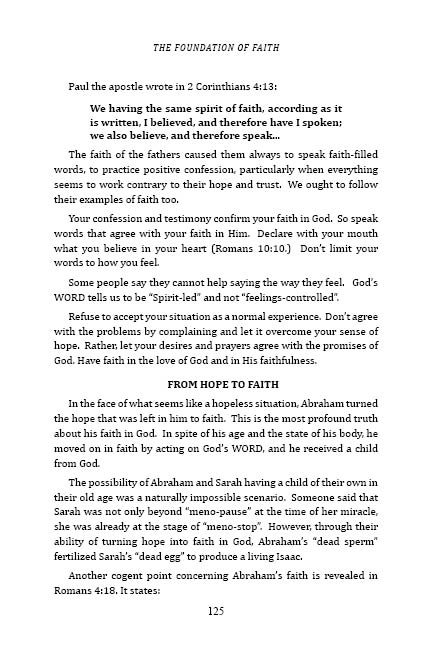 THE FOUNDATION OF FAITH
Paul the apostle wrote in 2 Corinthians 4:13:
We having the same spirit of faith, according as it
is written, I believed, and therefore have I spoken;
we also believe, and therefore speak...
The faith of the fathers caused them always to speak faith-filled
words, to practice positive confession, particularly when everything
seems to work contrary to their hope and trust. We ought to follow
their examples of faith too.
Your confession and testimony confirm your faith in God. So speak
words that agree with your faith in Him. Declare with your mouth
what you believe in your heart (Romans 10:10.) Don't limit your
words to how you feel.
Some people say they cannot help saying the way they feel. God's
WORD tells us to be “Spirit-led” and not “feelings-controlled”.
Refuse to accept your situation as a normal experience. Don't agree
with the problems by complaining and let it overcome your sense of
hope. Rather, let your desires and prayers agree with the promises of
God. Have faith in the love of God and in His faithfulness.
FROM HOPE TO FAITH
In the face of what seems like a hopeless situation, Abraham turned
the hope that was left in him to faith. This is the most profound truth
about his faith in God. In spite of his age and the state of his body, he
moved on in faith by acting on God's WORD, and he received a child
from God.
The possibility of Abraham and Sarah having a child of their own in
their old age was a naturally impossible scenario. Someone said that
Sarah was not only beyond “meno-pause” at the time of her miracle,
she was already at the stage of “meno-stop”. However, through their
ability of turning hope into faith in God, Abraham's “dead sperm”
fertilized Sarah's “dead egg” to produce a living Isaac.
Another cogent point concerning Abraham's faith is revealed in
Romans 4:18. It states:
125